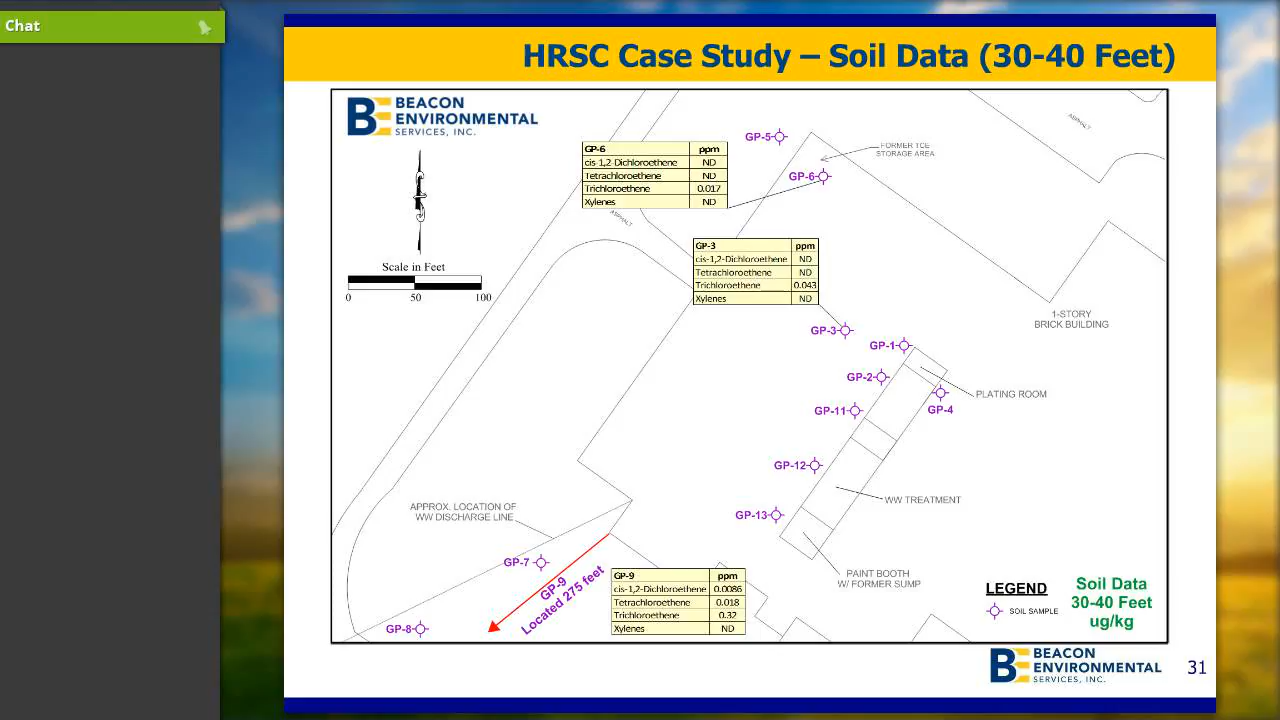 Chat
HRSC Case Study – Soil Data (30-40 Feet)
BEACON
ENVIRONMENTAL
SERVICES, INC.
Scale in Feet
0 50 100
GP-5
FORMER TCE
STORAGE AREA
ASPHALT
GP-6
GP-6 ppm
cis-1,2-Dichloroethene ND
Tetrachloroethene ND
Trichloroethene 0.017
Xylenes ND
ASPHALT
GP-3 ppm
cis-1,2-Dichloroethene ND
Tetrachloroethene ND
Trichloroethene 0.043
Xylenes ND
1-STORY
BRICK BUILDING
GP-3
GP-1
GP-2
PLATING ROOM
GP-4
GP-11
GP-12
WW TREATMENT
APPROX. LOCATION OF
WW DISCHARGE LINE
GP-13
GP-7
GP-9
Located 275 feet
GP-8
GP-9 ppm
cis-1,2-Dichloroethene 0.0086
Tetrachloroethene 0.018
Trichloroethene 0.32
Xylenes ND
PAINT BOOTH
W/ FORMER SUMP
LEGEND
SOIL SAMPLE
Soil Data
30-40 Feet
ug/kg
BEACON
ENVIRONMENTAL
SERVICES, INC.
31